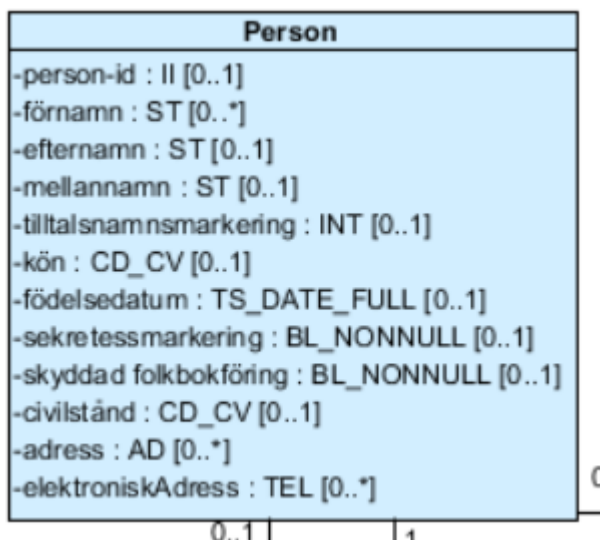 Person
-person-id : II [0..1]
-förnamn : ST [0..*]
-efternamn : ST [0..1]
-mellannamn : ST [0..1]
-tilltalsnamnsmarkering : INT [0..1]
-kön : CD_CV [0..1]
-födelsedatum : TS_DATE_FULL [0..1]
-sekretessmarkering : BL_NONNULL [0..1]
-skyddad folkbokföring : BL_NONNULL [0..1]
-civilstånd : CD_CV [0..1]
-adress : AD [0..*]
-elektroniskAdress : TEL [0..*]
0
0..1 1